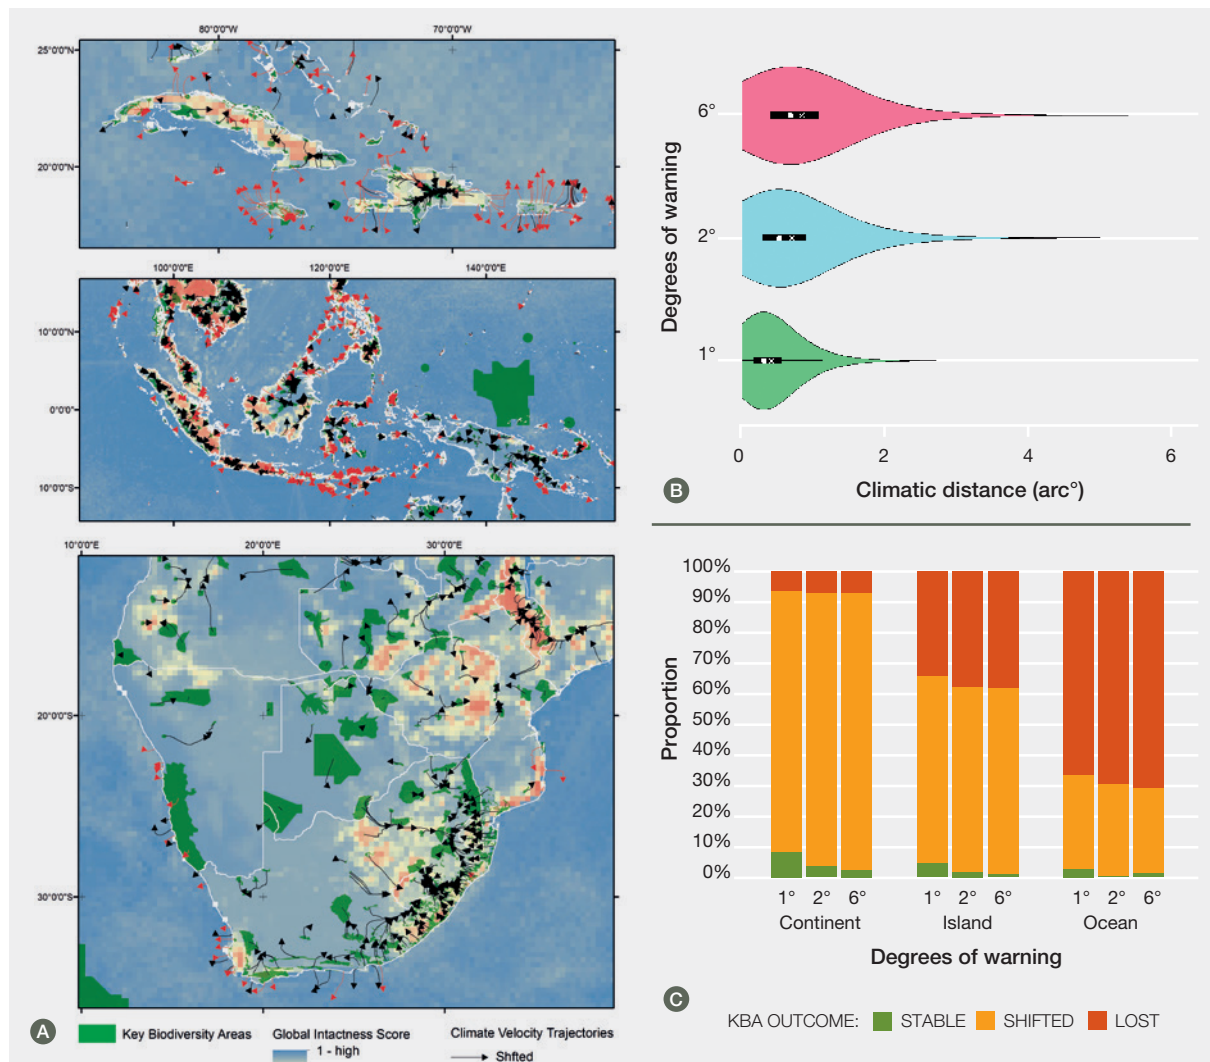 80°0'0"W 70°0'0"W
25°0'0"N
20°0'0"N
100°0'0"E 120°0'0"E 140°0'0"E
10°0'0"N
0°0'0"
10°0'0"S
10°0'0"E 20°0'0"E 30°0'0"E
20°0'0"S
30°0'0"S
A
Key Biodiversity Areas
Global Intactness Score
1 - high
Climate Velocity Trajectories
Shfted
Degrees of warning
6°
2°
1°
0 2 4 6
Climatic distance (arc°)
B
100%
90%
80%
70%
60%
50%
40%
30%
20%
10%
0%
Proportion
1° 2° 6° 1° 2° 6° 1° 2° 6°
Continent Island Ocean
Degrees of warning
C
KBA OUTCOME: STABLE SHIFTED LOST